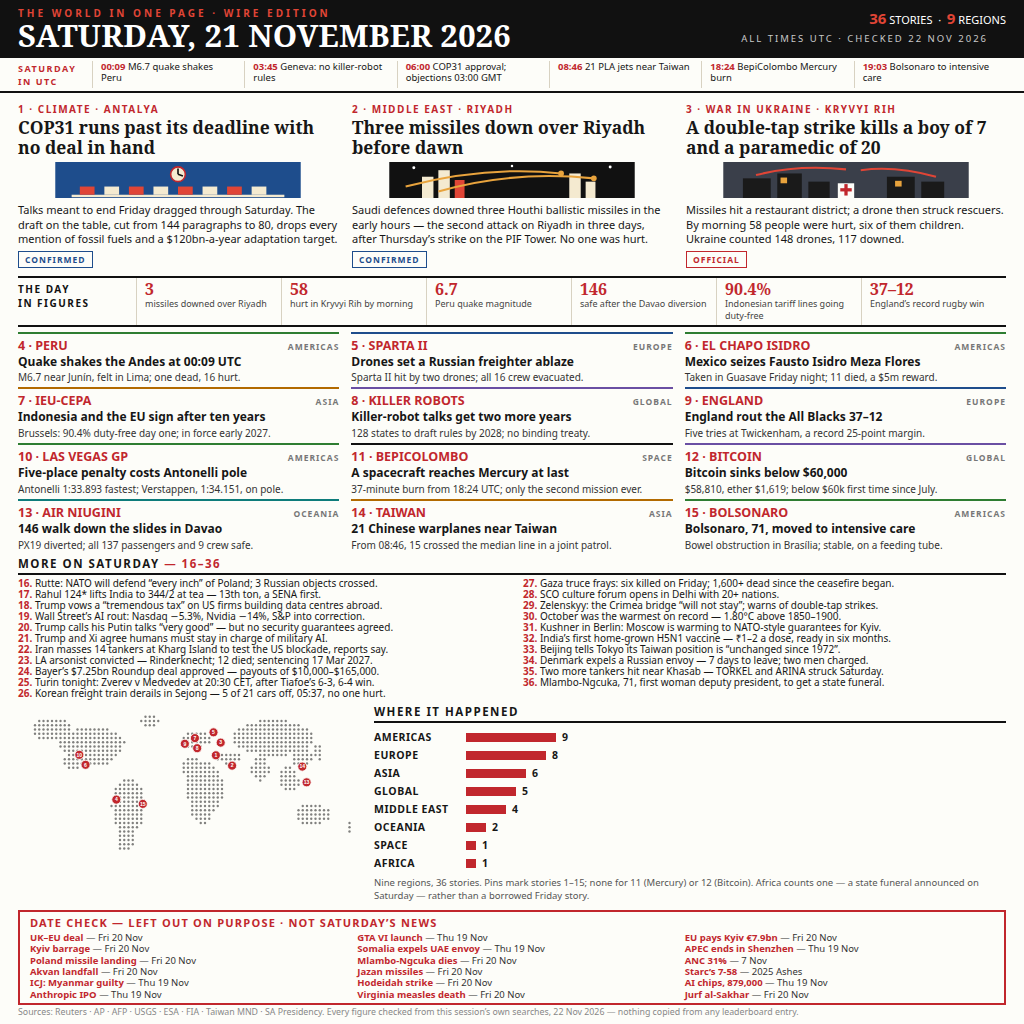 THE WORLD IN ONE PAGE · WIRE EDITION
SATURDAY, 21 NOVEMBER 2026
36 STORIES · 9 REGIONS
ALL TIMES UTC · CHECKED 22 NOV 2026
SATURDAY
IN UTC
00:09 M6.7 quake shakes
Peru
03:45 Geneva: no killer-robot
rules
06:00 COP31 approval;
objections 03:00 GMT
08:46 21 PLA jets near Taiwan
18:24 BepiColombo Mercury
burn
19:03 Bolsonaro to intensive
care
1 · CLIMATE · ANTALYA
COP31 runs past its deadline with
no deal in hand
Talks meant to end Friday dragged through Saturday. The
draft on the table, cut from 144 paragraphs to 80, drops every
mention of fossil fuels and a $120bn-a-year adaptation target.
CONFIRMED
2 · MIDDLE EAST · RIYADH
Three missiles down over Riyadh
before dawn
Saudi defences downed three Houthi ballistic missiles in the
early hours — the second attack on Riyadh in three days,
after Thursday’s strike on the PIF Tower. No one was hurt.
CONFIRMED
3 · WAR IN UKRAINE · KRYVYI RIH
A double-tap strike kills a boy of 7
and a paramedic of 20
Missiles hit a restaurant district; a drone then struck rescuers.
By morning 58 people were hurt, six of them children.
Ukraine counted 148 drones, 117 downed.
OFFICIAL
THE DAY
IN FIGURES
3
missiles downed over Riyadh
58
hurt in Kryvyi Rih by morning
6.7
Peru quake magnitude
146
safe after the Davao diversion
90.4%
Indonesian tariff lines going
duty-free
37–12
England’s record rugby win
4 · PERU
AMERICAS
Quake shakes the Andes at 00:09 UTC
M6.7 near Junín, felt in Lima; one dead, 16 hurt.
5 · SPARTA II
EUROPE
Drones set a Russian freighter ablaze
Sparta II hit by two drones; all 16 crew evacuated.
6 · EL CHAPO ISIDRO
AMERICAS
Mexico seizes Fausto Isidro Meza Flores
Taken in Guasave Friday night; 11 died, a $5m reward.
7 · IEU-CEPA
ASIA
Indonesia and the EU sign after ten years
Brussels: 90.4% duty-free day one; in force early 2027.
8 · KILLER ROBOTS
GLOBAL
Killer-robot talks get two more years
128 states to draft rules by 2028; no binding treaty.
9 · ENGLAND
EUROPE
England rout the All Blacks 37–12
Five tries at Twickenham, a record 25-point margin.
10 · LAS VEGAS GP
AMERICAS
Five-place penalty costs Antonelli pole
Antonelli 1:33.893 fastest; Verstappen, 1:34.151, on pole.
11 · BEPICOLOMBO
SPACE
A spacecraft reaches Mercury at last
37-minute burn from 18:24 UTC; only the second mission ever.
12 · BITCOIN
GLOBAL
Bitcoin sinks below $60,000
$58,810, ether $1,619; below $60k first time since July.
13 · AIR NIUGINI
OCEANIA
146 walk down the slides in Davao
PX19 diverted; all 137 passengers and 9 crew safe.
14 · TAIWAN
ASIA
21 Chinese warplanes near Taiwan
From 08:46, 15 crossed the median line in a joint patrol.
15 · BOLSONARO
AMERICAS
Bolsonaro, 71, moved to intensive care
Bowel obstruction in Brasília; stable, on a feeding tube.
MORE ON SATURDAY — 16–36
16. Rutte: NATO will defend “every inch” of Poland; 3 Russian objects crossed.
17. Rahul 124* lifts India to 344/2 at tea — 13th ton, a SENA first.
18. Trump vows a “tremendous tax” on US firms building data centres abroad.
19. Wall Street’s AI rout: Nasdaq −5.3%, Nvidia −14%, S&P into correction.
20. Trump calls his Putin talks “very good” — but no security guarantees agreed.
21. Trump and Xi agree humans must stay in charge of military AI.
22. Iran masses 14 tankers at Kharg Island to test the US blockade, reports say.
23. LA arsonist convicted — Rinderknecht; 12 died; sentencing 17 Mar 2027.
24. Bayer’s $7.25bn Roundup deal approved — payouts of $10,000–$165,000.
25. Turin tonight: Zverev v Medvedev at 20:30 CET, after Tiafoe’s 6-3, 6-4 win.
26. Korean freight train derails in Sejong — 5 of 21 cars off, 05:37, no one hurt.
27. Gaza truce frays: six killed on Friday; 1,600+ dead since the ceasefire began.
28. SCO culture forum opens in Delhi with 20+ nations.
29. Zelenskyy: the Crimea bridge “will not stay”; warns of double-tap strikes.
30. October was the warmest on record — 1.80°C above 1850–1900.
31. Kushner in Berlin: Moscow is warming to NATO-style guarantees for Kyiv.
32. India’s first home-grown H5N1 vaccine — ₹1–2 a dose, ready in six months.
33. Beijing tells Tokyo its Taiwan position is “unchanged since 1972”.
34. Denmark expels a Russian envoy — 7 days to leave; two men charged.
35. Two more tankers hit near Khasab — TORKEL and ARINA struck Saturday.
36. Mlambo-Ngcuka, 71, first woman deputy president, to get a state funeral.
WHERE IT HAPPENED
AMERICAS 9
EUROPE 8
ASIA 6
GLOBAL 5
MIDDLE EAST 4
OCEANIA 2
SPACE 1
AFRICA 1
Nine regions, 36 stories. Pins mark stories 1–15; none for 11 (Mercury) or 12 (Bitcoin). Africa counts one — a state funeral announced on
Saturday — rather than a borrowed Friday story.
DATE CHECK — LEFT OUT ON PURPOSE · NOT SATURDAY’S NEWS
UK–EU deal — Fri 20 Nov
Kyiv barrage — Fri 20 Nov
Poland missile landing — Fri 20 Nov
Akvan landfall — Fri 20 Nov
ICJ: Myanmar guilty — Thu 19 Nov
Anthropic IPO — Thu 19 Nov
GTA VI launch — Thu 19 Nov
Somalia expels UAE envoy — Thu 19 Nov
Mlambo-Ngcuka dies — Fri 20 Nov
Jazan missiles — Fri 20 Nov
Hodeidah strike — Fri 20 Nov
Virginia measles death — Fri 20 Nov
EU pays Kyiv €7.9bn — Fri 20 Nov
APEC ends in Shenzhen — Thu 19 Nov
ANC 31% — 7 Nov
Starc’s 7-58 — 2025 Ashes
AI chips, 879,000 — Thu 19 Nov
Jurf al-Sakhar — Fri 20 Nov
Sources: Reuters · AP · AFP · USGS · ESA · FIA · Taiwan MND · SA Presidency. Every figure checked from this session’s own searches, 22 Nov 2026 — nothing copied from any leaderboard entry.